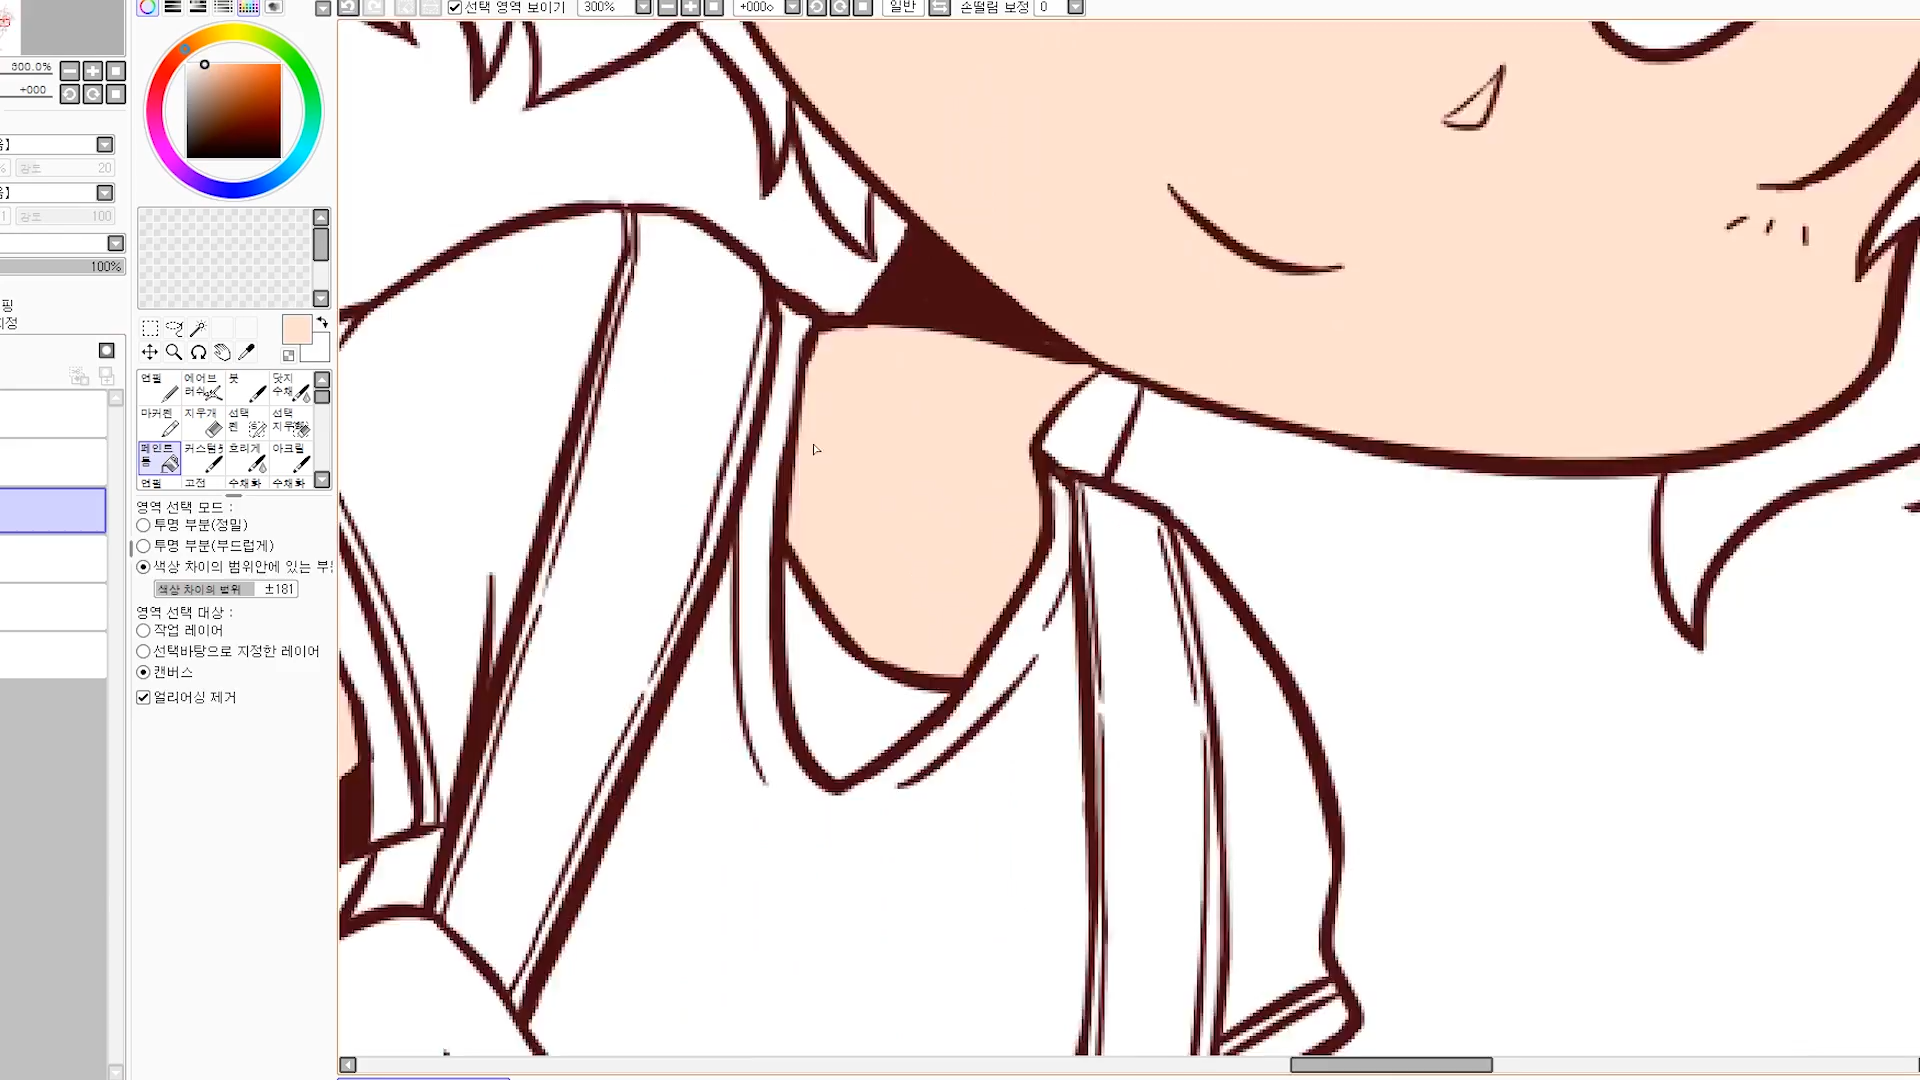 선택 영역 보이기 300% +000 일반 손떨림 보정 0
300.0%
+000
강도 20
강도 100
100%
핑
지정
연필 에어브러쉬 붓 닷지수채
마커펜 지우개 선택펜 선택지우개
페인트통 커스텀붓 흐리게 아크릴
연필 고전 수채화 수채화
영역 선택 모드 :
투명 부분(정밀)
투명 부분(부드럽게)
색상 차이의 범위안에 있는 부
색상 차이의 범위 ±181
영역 선택 대상 :
작업 레이어
선택바탕으로 지정한 레이어
캔버스
얼리어싱 제거